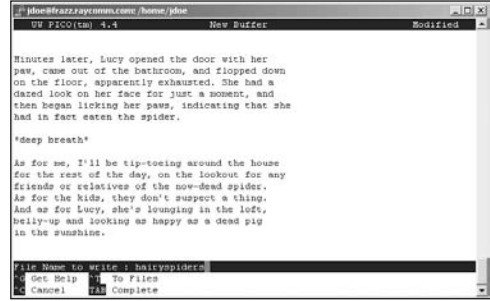 jdoe@frazz.raycomm.com: /home/jdoe
UW PICO(tm) 4.4 New Buffer Modified
Minutes later, Lucy opened the door with her
paw, came out of the bathroom, and flopped down
on the floor, apparently exhausted. She had a
dazed look on her face for just a moment, and
then began licking her paws, indicating that she
had in fact eaten the spider.
*deep breath*
As for me, I'll be tip-toeing around the house
for the rest of the day, on the lookout for any
friends or relatives of the now-dead spider.
As for the kids, they don't suspect a thing.
And as for Lucy, she's lounging in the loft,
belly-up and looking as happy as a dead pig
in the sunshine.
File Name to write : hairyspiders
^G Get Help ^T To Files
^C Cancel TAB Complete